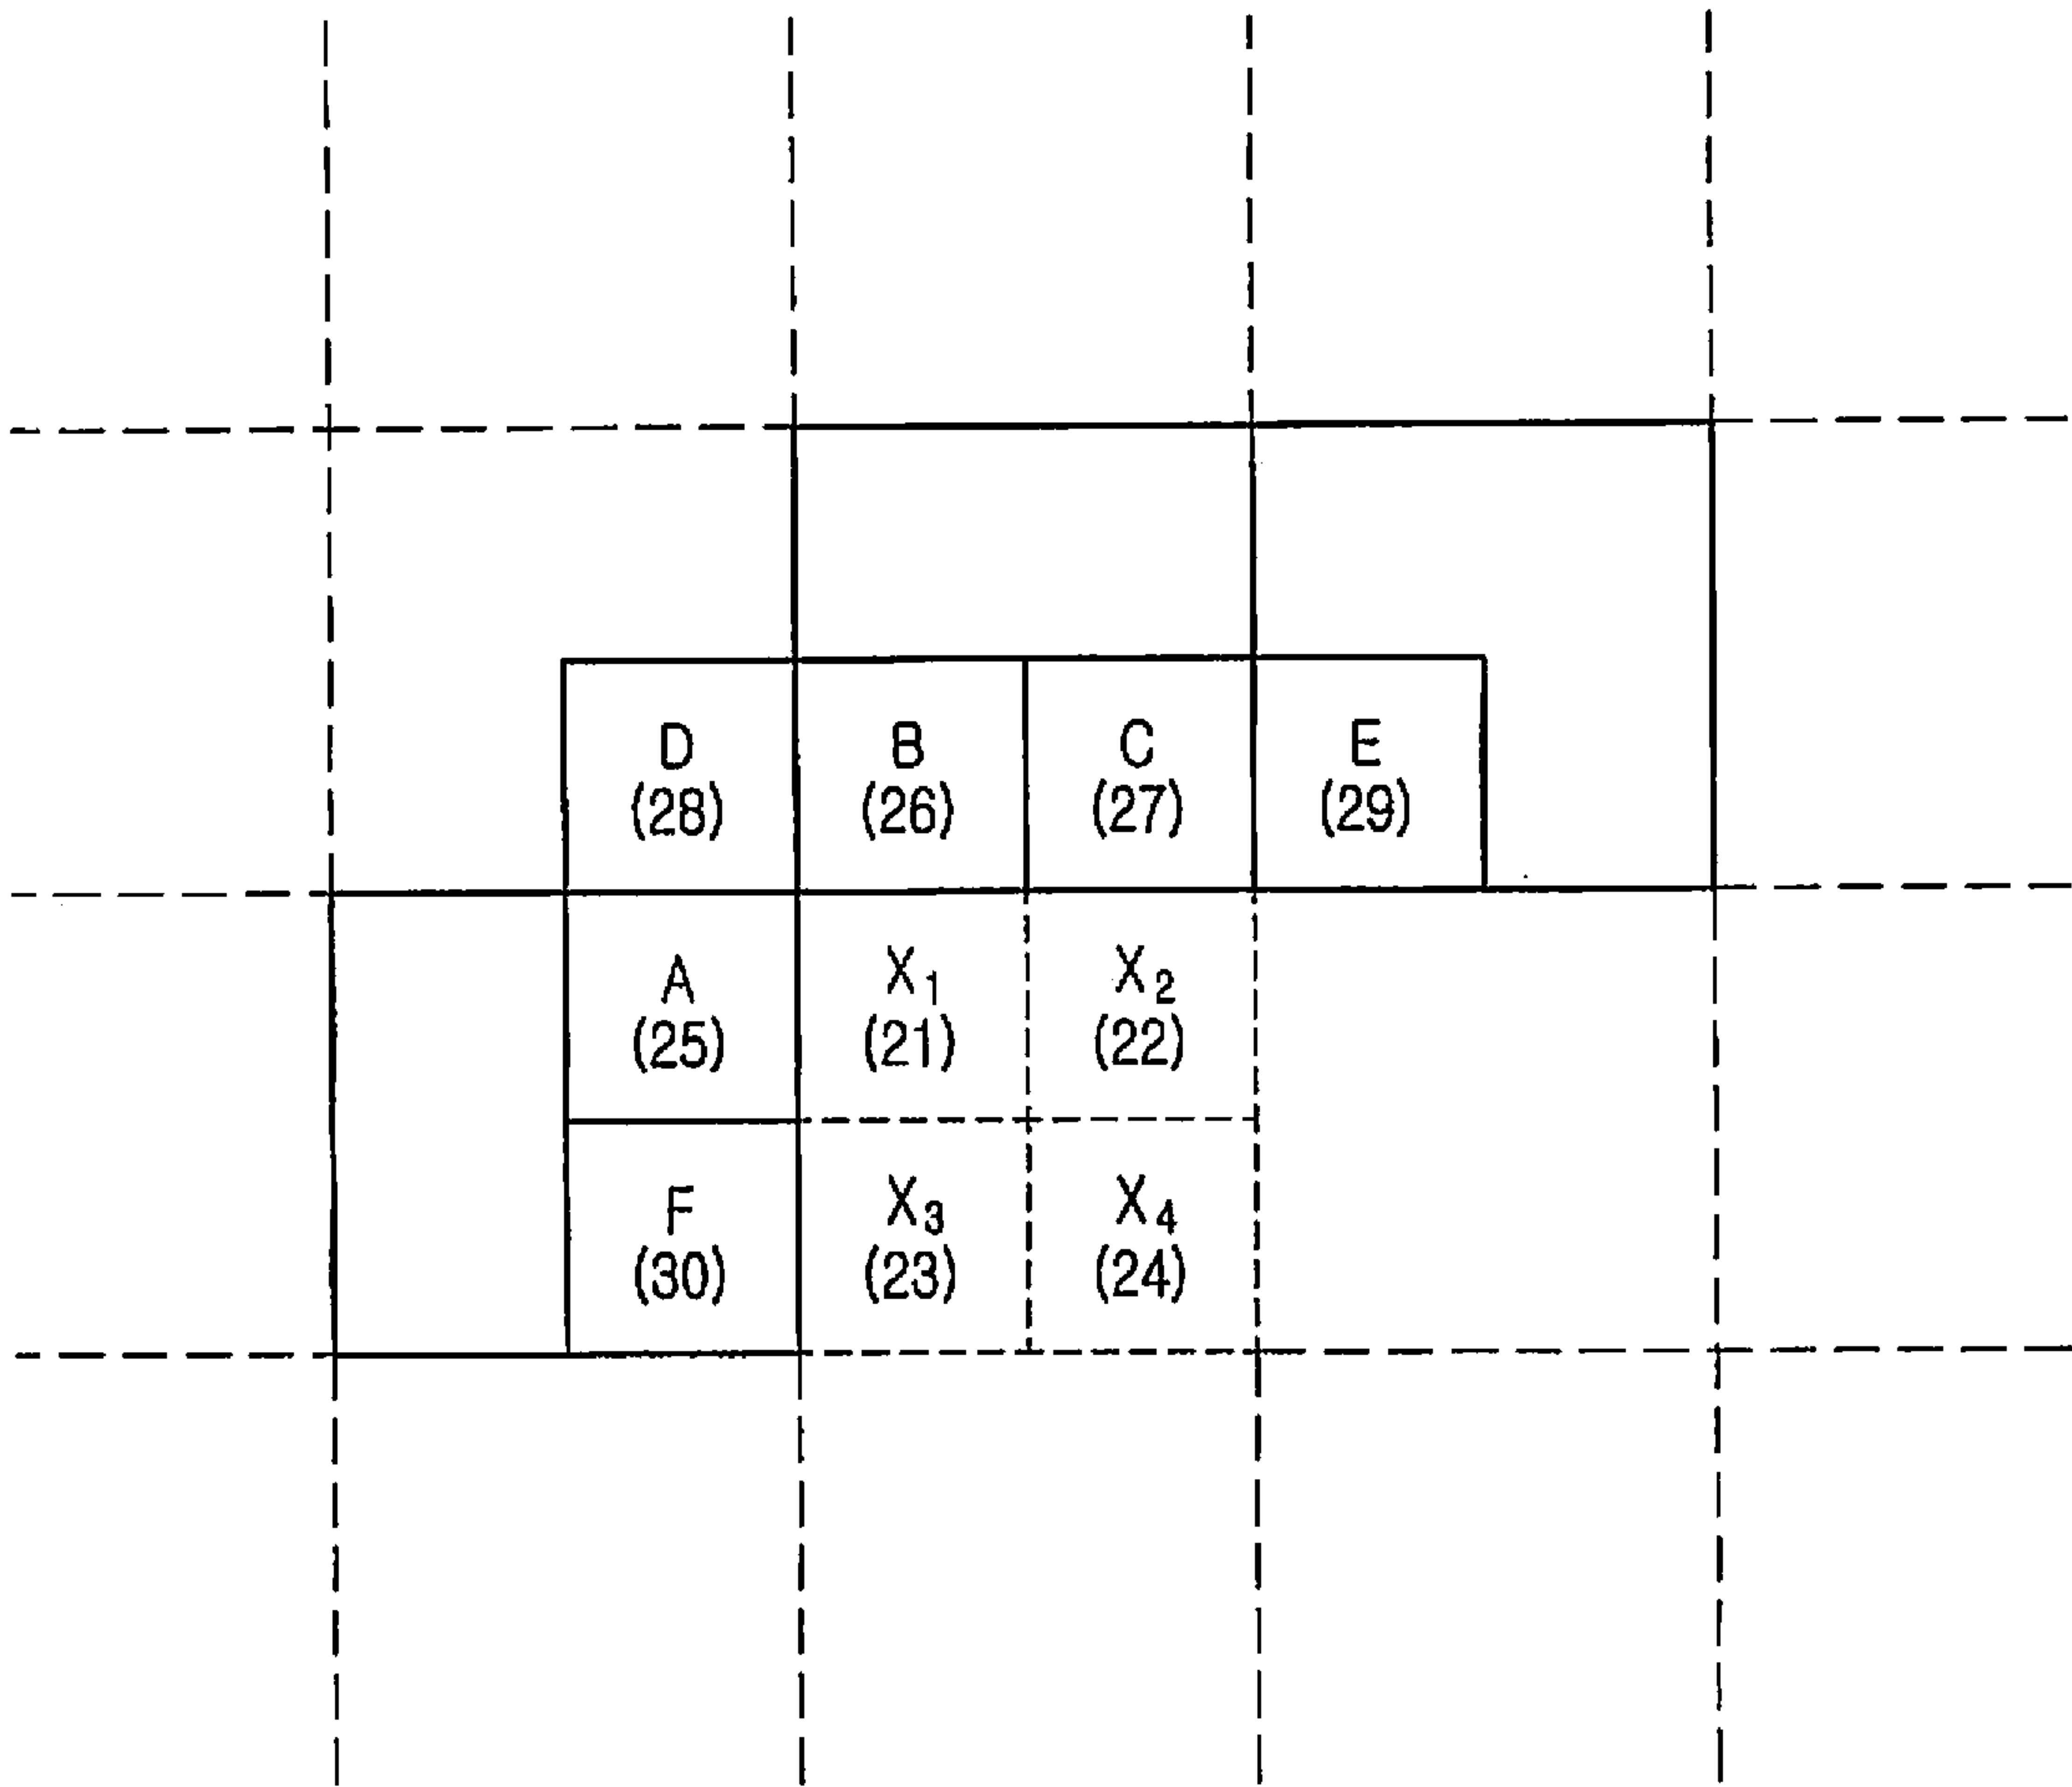 D B C E
(28) (26) (27) (29)
A X₁ X₂
(25) (21) (22)
F X₃ X₄
(30) (23) (24)